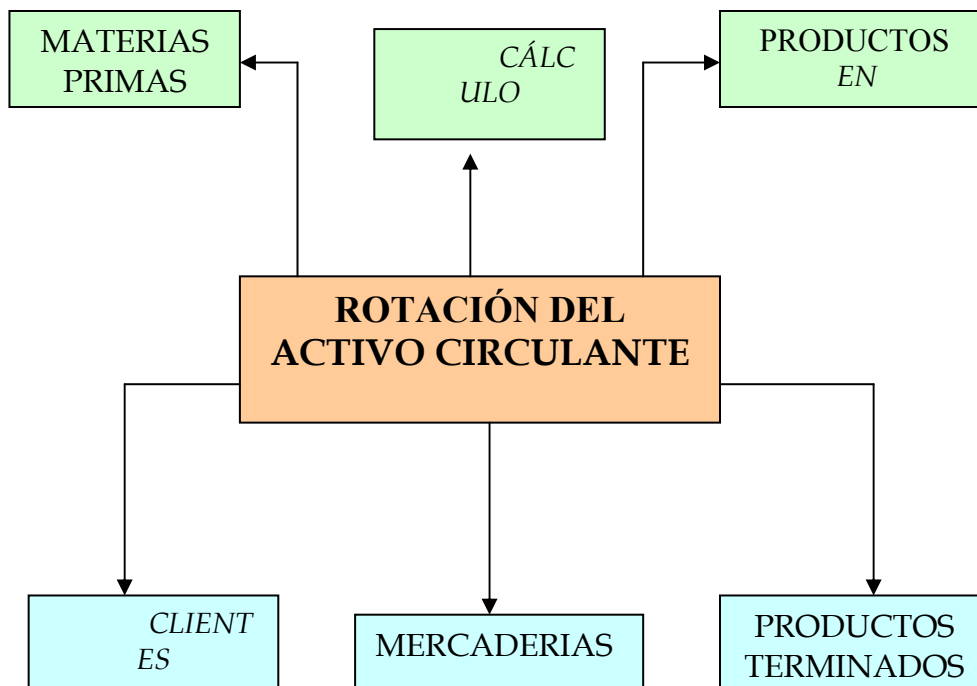 MATERIAS
PRIMAS
CÁLC
ULO
PRODUCTOS
EN
ROTACIÓN DEL
ACTIVO CIRCULANTE
CLIENT
ES
MERCADERIAS
PRODUCTOS
TERMINADOS